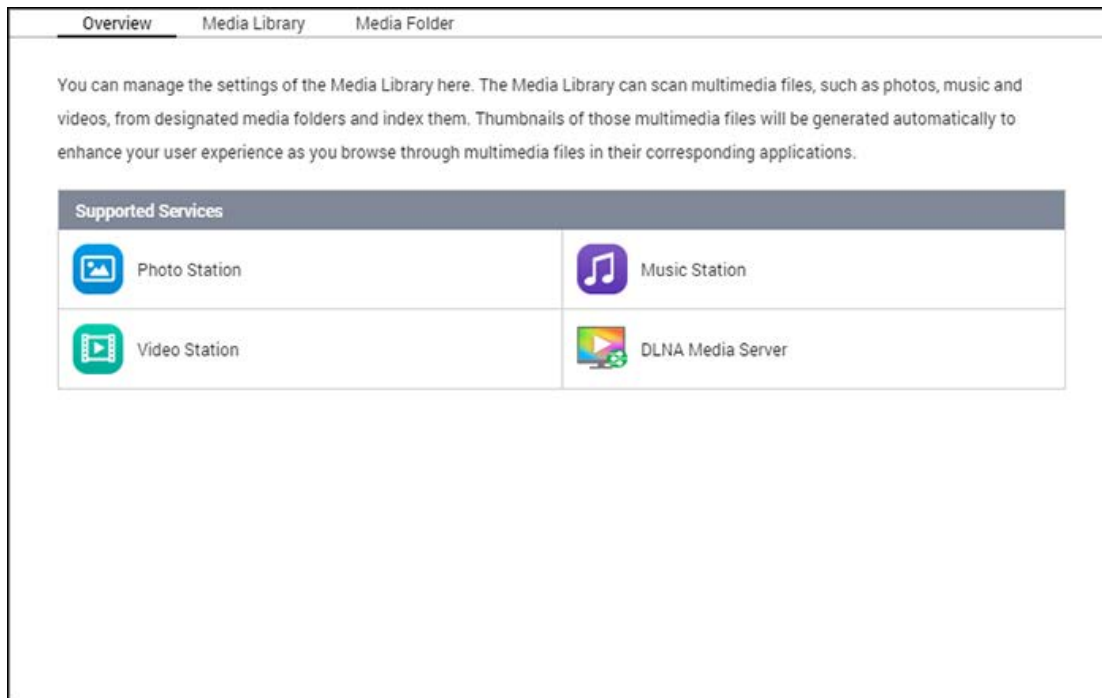 Overview Media Library Media Folder
You can manage the settings of the Media Library here. The Media Library can scan multimedia files, such as photos, music and
videos, from designated media folders and index them. Thumbnails of those multimedia files will be generated automatically to
enhance your user experience as you browse through multimedia files in their corresponding applications.
Supported Services
Photo Station Music Station
Video Station DLNA Media Server